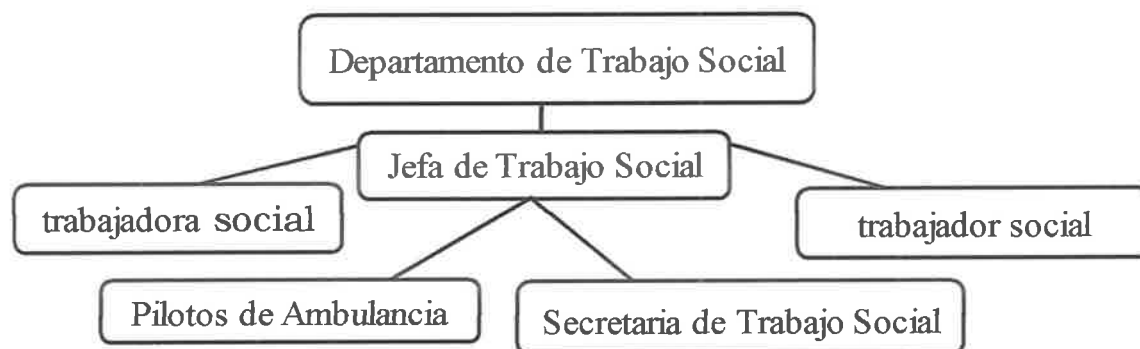 Departamento de Trabajo Social
Jefa de Trabajo Social
trabajadora social
trabajador social
Pilotos de Ambulancia
Secretaria de Trabajo Social